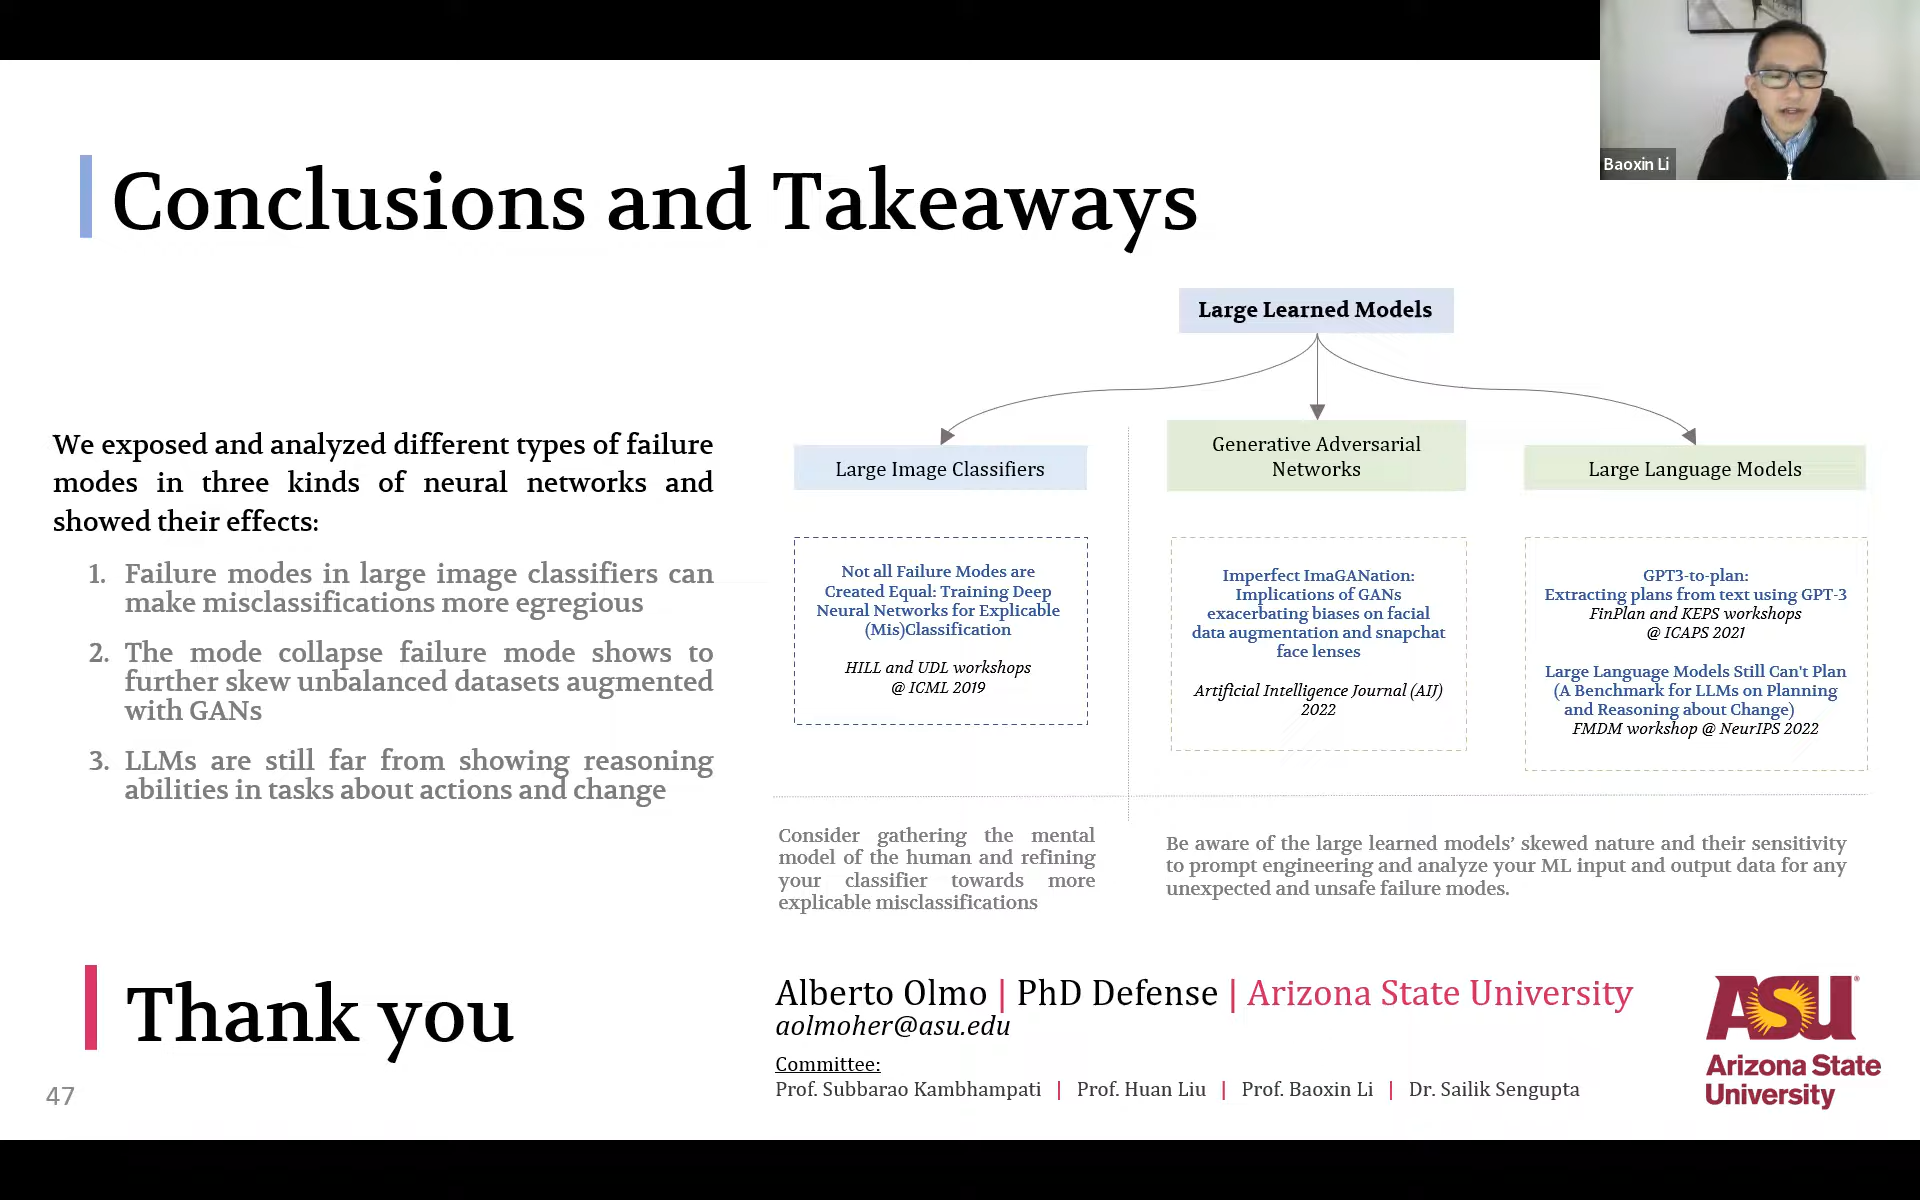 Baoxin Li
Conclusions and Takeaways
We exposed and analyzed different types of failure
modes in three kinds of neural networks and
showed their effects:
1. Failure modes in large image classifiers can
make misclassifications more egregious
2. The mode collapse failure mode shows to
further skew unbalanced datasets augmented
with GANs
3. LLMs are still far from showing reasoning
abilities in tasks about actions and change
Large Learned Models
Large Image Classifiers
Not all Failure Modes are
Created Equal: Training Deep
Neural Networks for Explicable
(Mis)Classification
HILL and UDL workshops
@ ICML 2019
Generative Adversarial
Networks
Imperfect ImaGANation:
Implications of GANs
exacerbating biases on facial
data augmentation and snapchat
face lenses
Artificial Intelligence Journal (AIJ)
2022
Large Language Models
GPT3-to-plan:
Extracting plans from text using GPT-3
FinPlan and KEPS workshops
@ ICAPS 2021
Large Language Models Still Can't Plan
(A Benchmark for LLMs on Planning
and Reasoning about Change)
FMDM workshop @ NeurIPS 2022
Consider gathering the mental
model of the human and refining
your classifier towards more
explicable misclassifications
Be aware of the large learned models’ skewed nature and their sensitivity
to prompt engineering and analyze your ML input and output data for any
unexpected and unsafe failure modes.
Thank you
Alberto Olmo | PhD Defense | Arizona State University
aolmoher@asu.edu
Committee:
Prof. Subbarao Kambhampati | Prof. Huan Liu | Prof. Baoxin Li | Dr. Sailik Sengupta
ASU
Arizona State
University
47